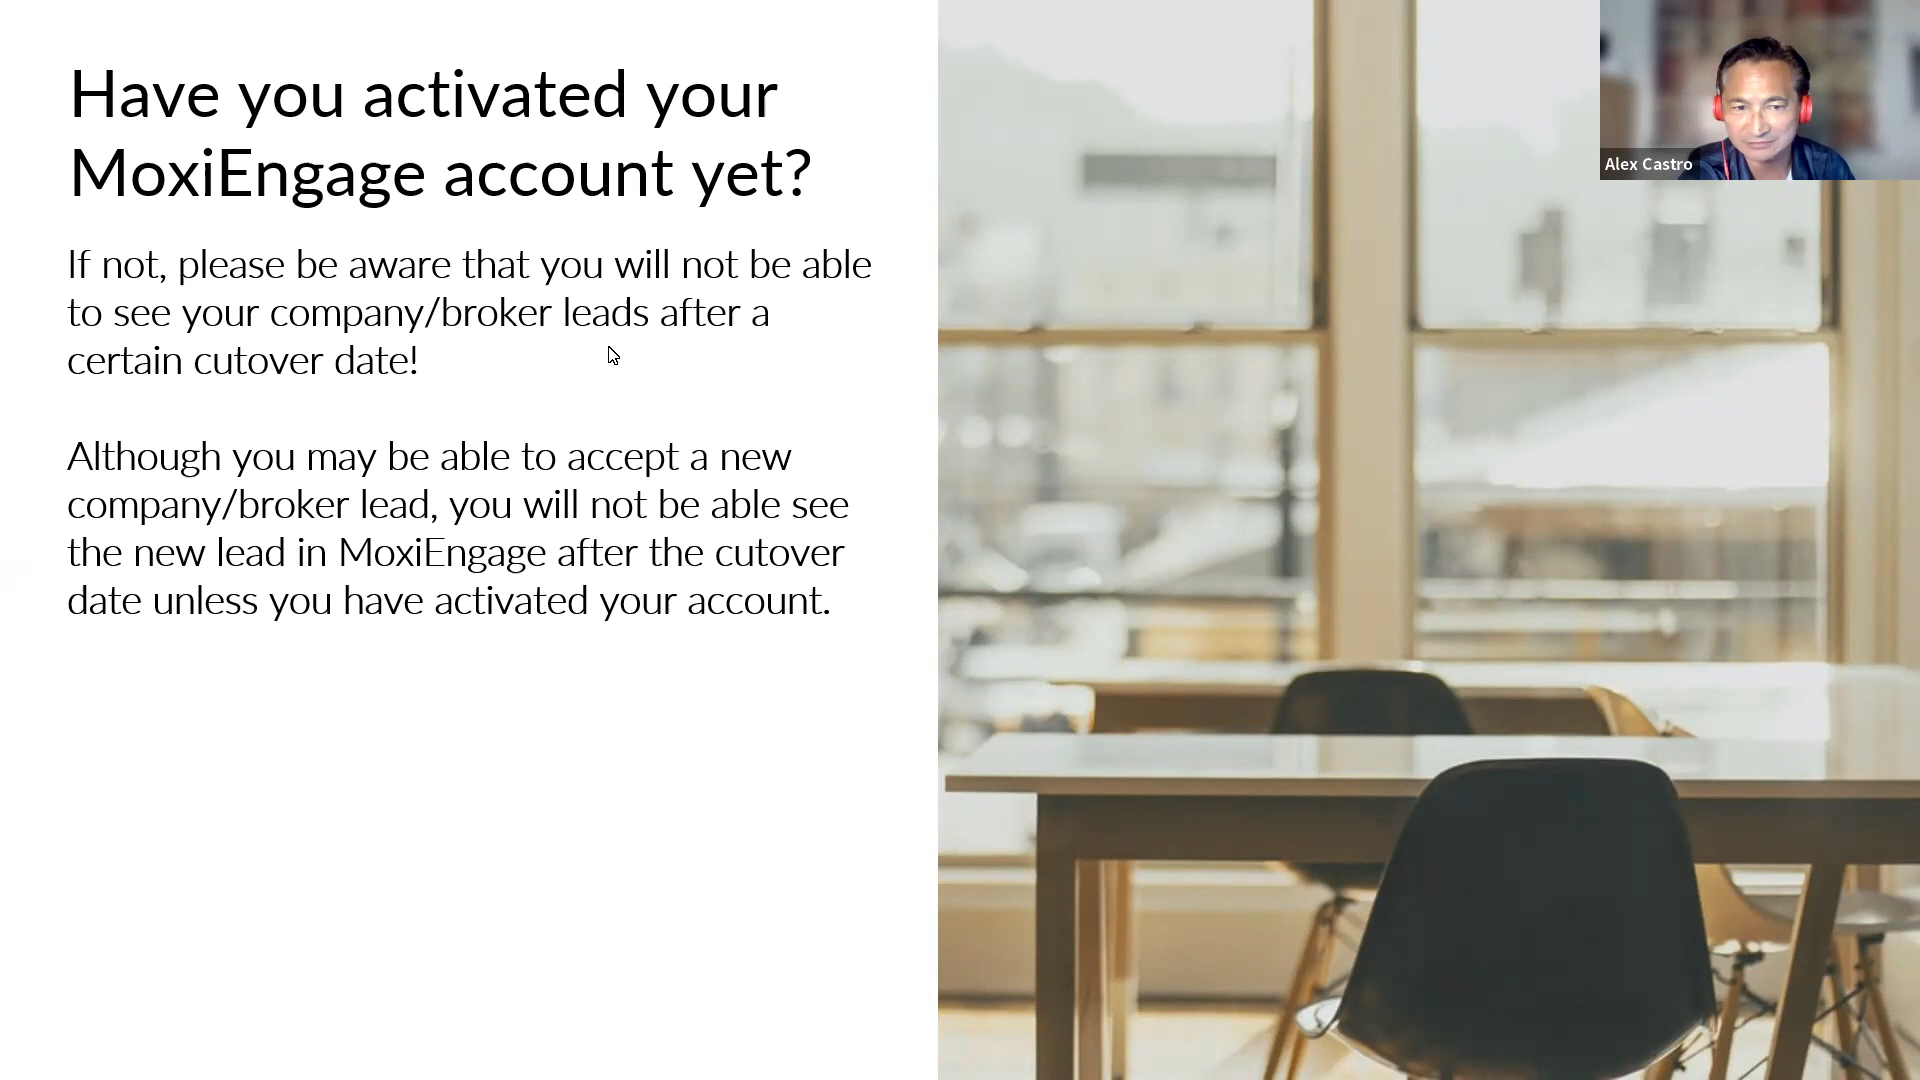 Have you activated your
MoxiEngage account yet?
If not, please be aware that you will not be able
to see your company/broker leads after a
certain cutover date!
Although you may be able to accept a new
company/broker lead, you will not be able see
the new lead in MoxiEngage after the cutover
date unless you have activated your account.
Alex Castro